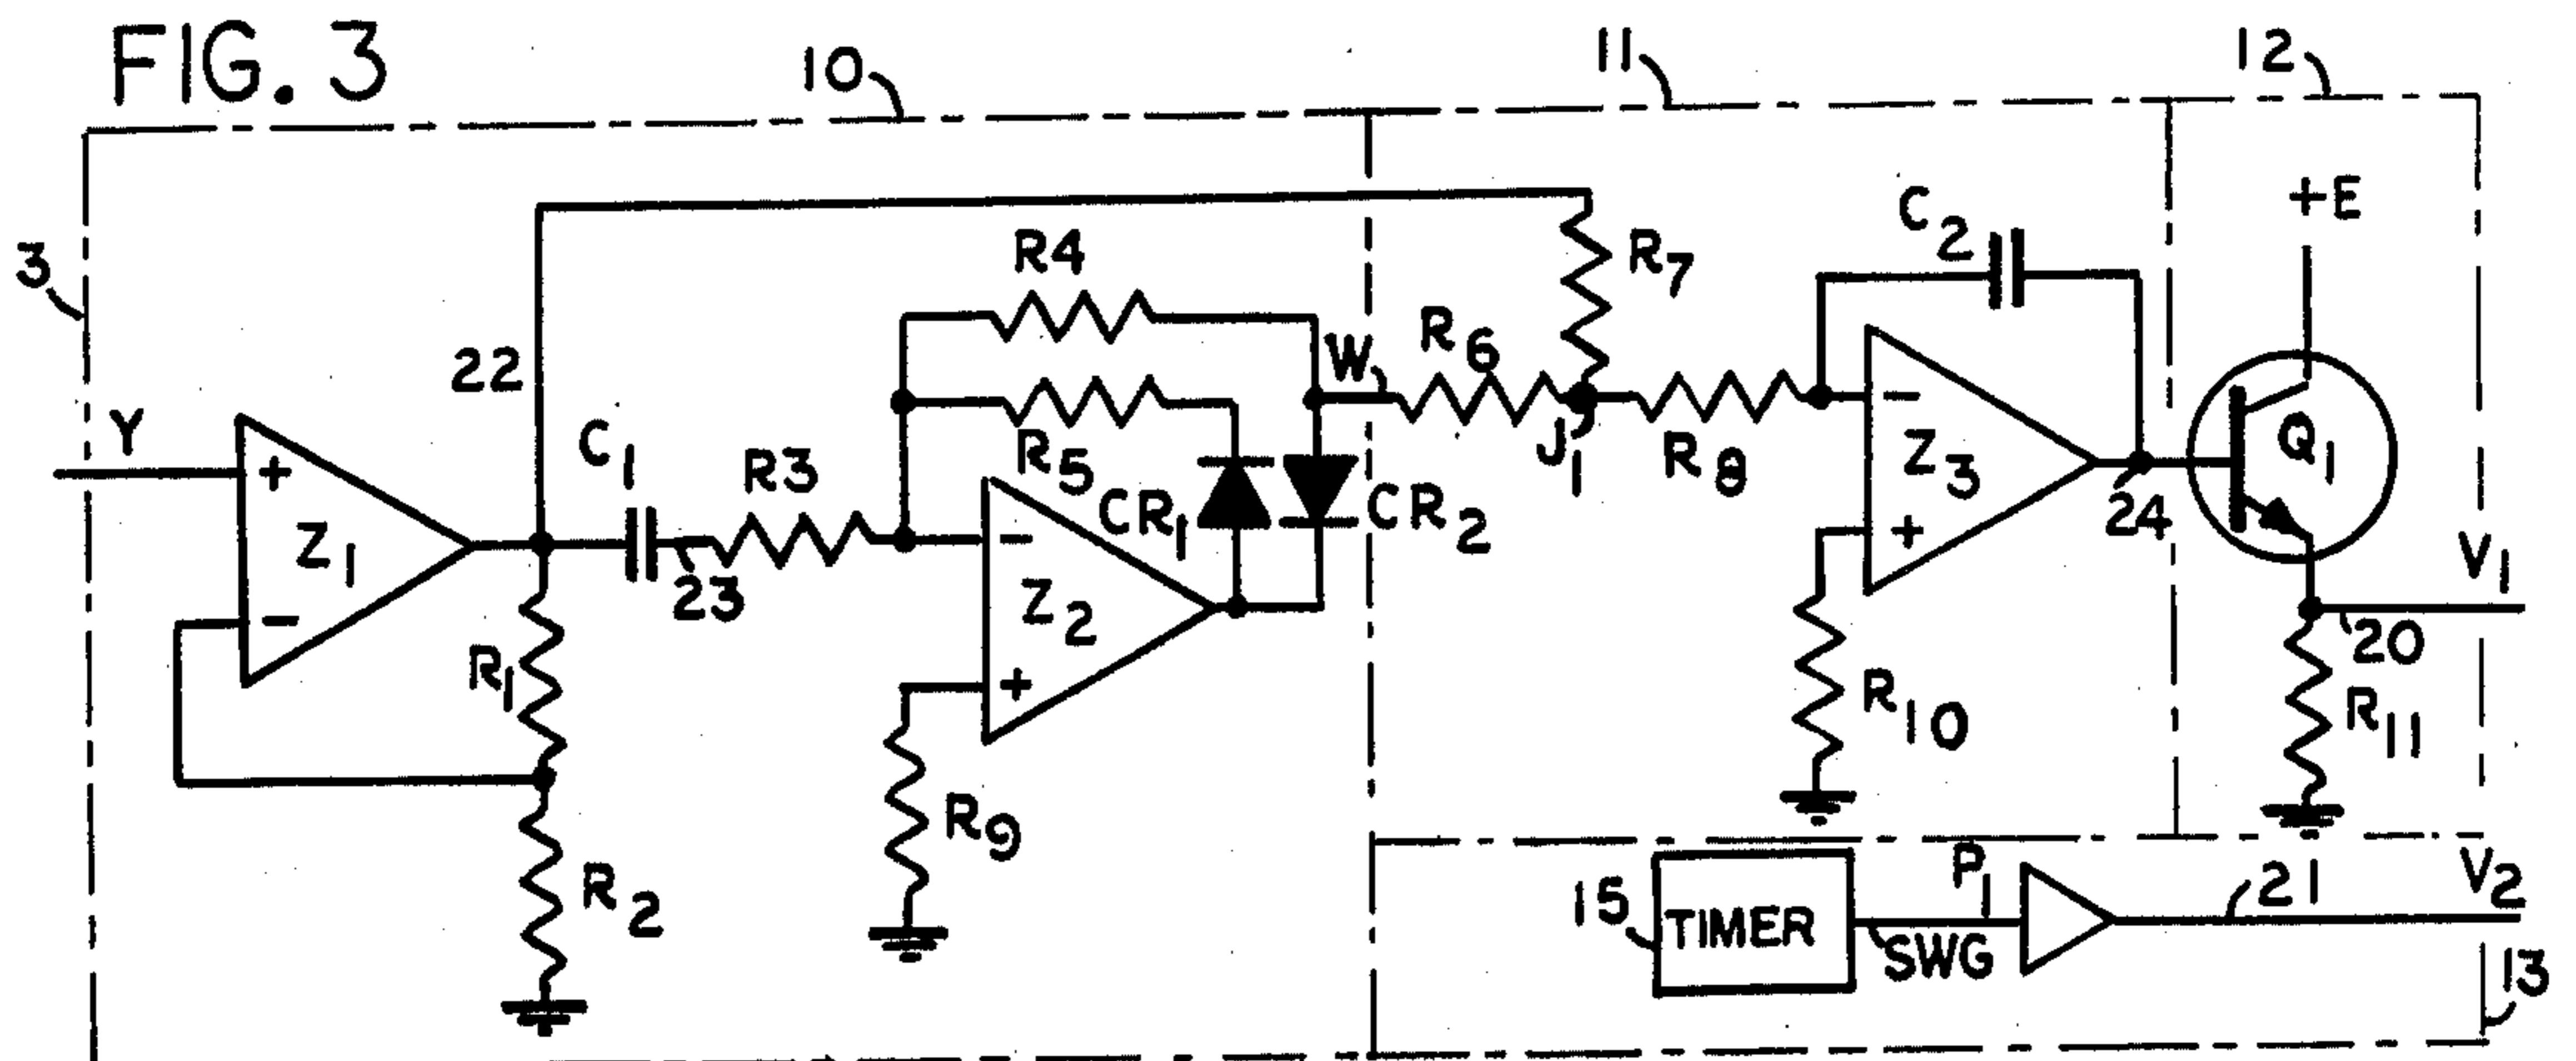 FIG. 3
10
11
12
3
+E
C2
R4
R7
22
W
R6
Y
C1
R3
R5
CR1
CR2
J1
R8
Z3
24
Q1
V1
+
Z1
−
23
−
Z2
+
−
+
20
R1
R10
R11
R9
R2
15
TIMER
SWG
P1
21
V2
13